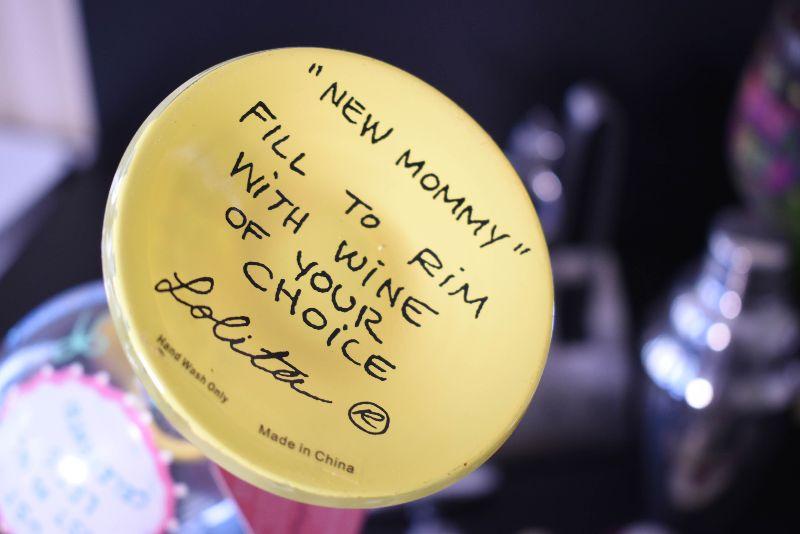 "NEW MOMMY"
FILL TO RIM
WITH WINE
OF YOUR
CHOICE
Lolita ®
Hand Wash Only
Made in China